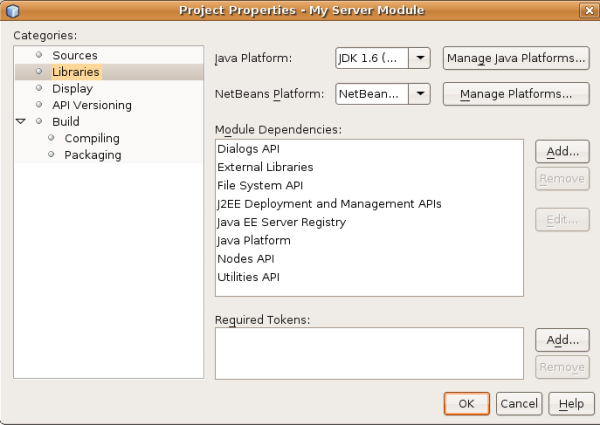 Project Properties - My Server Module
Categories:
Sources
Libraries
Display
API Versioning
Build
Compiling
Packaging
Java Platform:
JDK 1.6 (...
Manage Java Platforms...
NetBeans Platform:
NetBean...
Manage Platforms...
Module Dependencies:
Dialogs API
External Libraries
File System API
J2EE Deployment and Management APIs
Java EE Server Registry
Java Platform
Nodes API
Utilities API
Add...
Remove
Edit...
Required Tokens:
Add...
Remove
OK
Cancel
Help